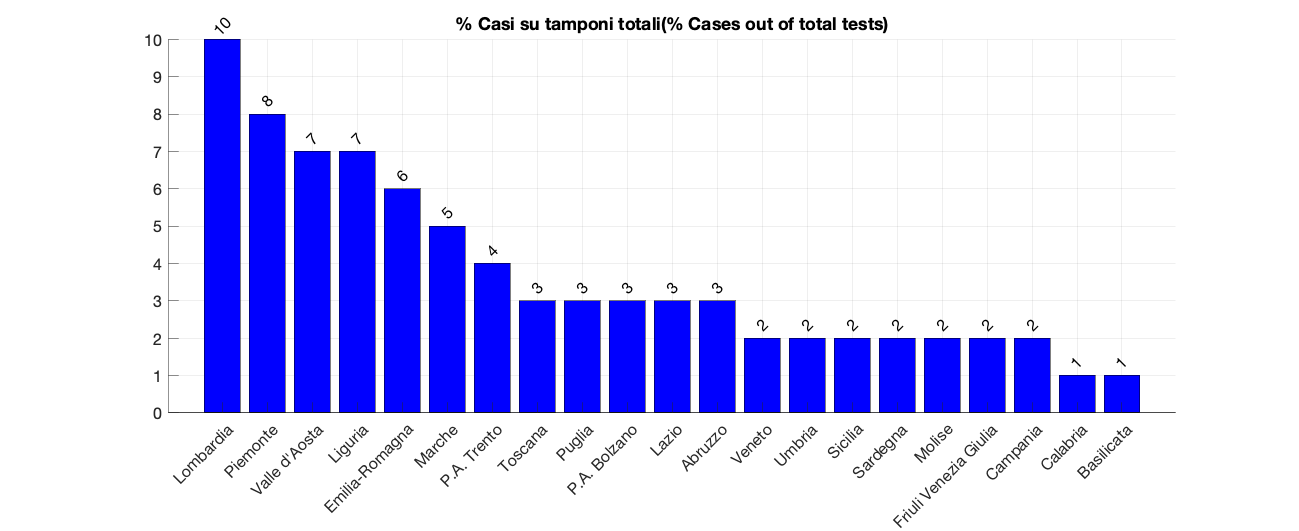 % Casi su tamponi totali(% Cases out of total tests)
10
9
8
7
6
5
4
3
2
1
0
10
8
7
7
6
5
4
3
3
3
3
3
2
2
2
2
2
2
2
1
1
Lombardia
Piemonte
Valle d'Aosta
Liguria
Emilia-Romagna
Marche
P.A. Trento
Toscana
Puglia
P.A. Bolzano
Lazio
Abruzzo
Veneto
Umbria
Sicilia
Sardegna
Molise
Friuli Venezia Giulia
Campania
Calabria
Basilicata